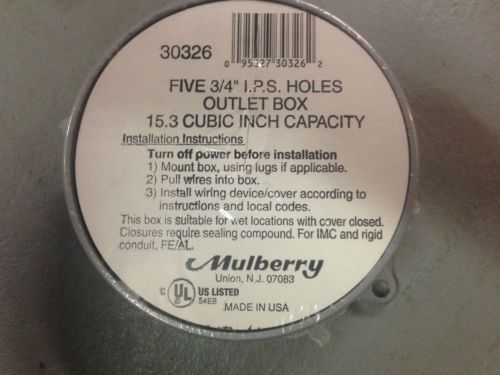 30326
0 95327 30326 2
FIVE 3/4" I.P.S. HOLES
OUTLET BOX
15.3 CUBIC INCH CAPACITY
Installation Instructions
Turn off power before installation
1) Mount box, using lugs if applicable.
2) Pull wires into box.
3) Install wiring device/cover according to
instructions and local codes.
This box is suitable for wet locations with cover closed.
Closures require sealing compound. For IMC and rigid
conduit, FE/AL.
Mulberry
Union, N.J. 07083
C UL US LISTED
54EB
MADE IN USA